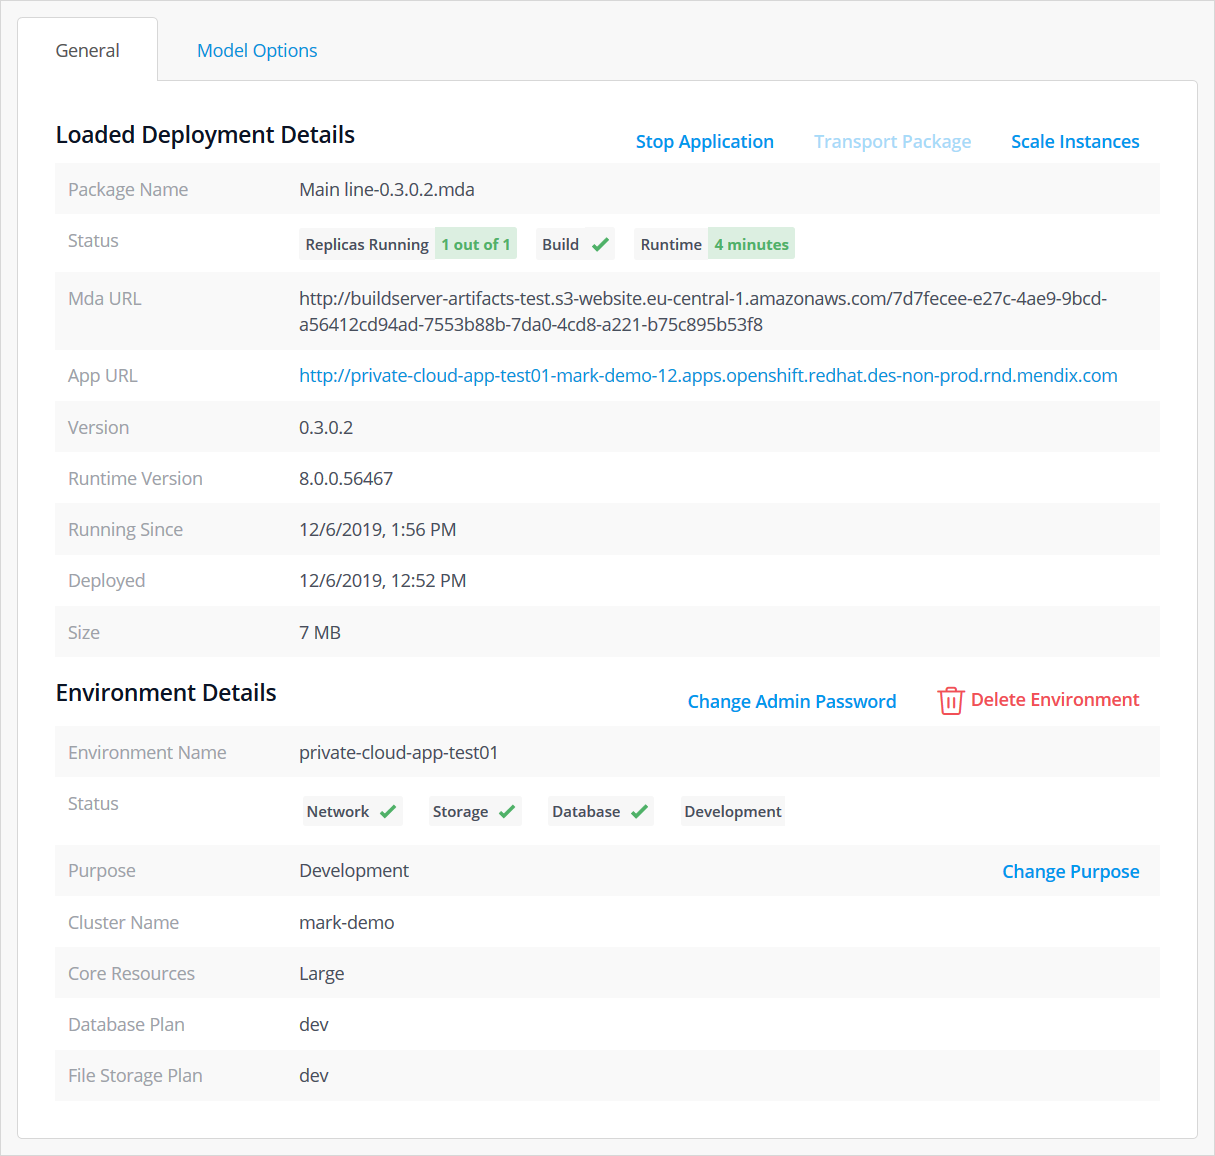 General
Model Options
Loaded Deployment Details
Stop Application
Transport Package
Scale Instances
Package Name
Main line-0.3.0.2.mda
Status
Replicas Running 1 out of 1
Build
Runtime 4 minutes
Mda URL
http://buildserver-artifacts-test.s3-website.eu-central-1.amazonaws.com/7d7fecee-e27c-4ae9-9bcd-
a56412cd94ad-7553b88b-7da0-4cd8-a221-b75c895b53f8
App URL
http://private-cloud-app-test01-mark-demo-12.apps.openshift.redhat.des-non-prod.rnd.mendix.com
Version
0.3.0.2
Runtime Version
8.0.0.56467
Running Since
12/6/2019, 1:56 PM
Deployed
12/6/2019, 12:52 PM
Size
7 MB
Environment Details
Change Admin Password
Delete Environment
Environment Name
private-cloud-app-test01
Status
Network
Storage
Database
Development
Purpose
Development
Change Purpose
Cluster Name
mark-demo
Core Resources
Large
Database Plan
dev
File Storage Plan
dev